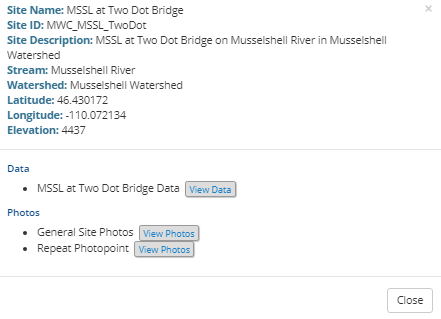 Site Name: MSSL at Two Dot Bridge
Site ID: MWC_MSSL_TwoDot
Site Description: MSSL at Two Dot Bridge on Musselshell River in Musselshell
Watershed
Stream: Musselshell River
Watershed: Musselshell Watershed
Latitude: 46.430172
Longitude: -110.072134
Elevation: 4437
Data
• MSSL at Two Dot Bridge Data View Data
Photos
• General Site Photos View Photos
• Repeat Photopoint View Photos
Close